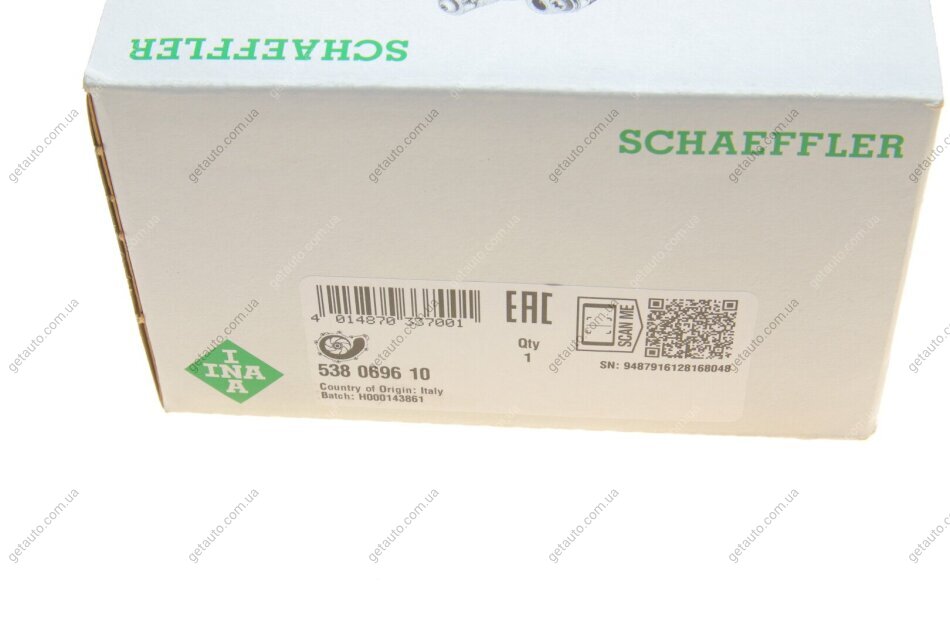 SCHAEFFLER
SCHAEFFLER
4 014870 337001
EAC
Qty
1
SCAN ME
538 0696 10
SN: 9487916128168048
Country of Origin: Italy
Batch: H000143861
INA
INA
getauto.com.ua